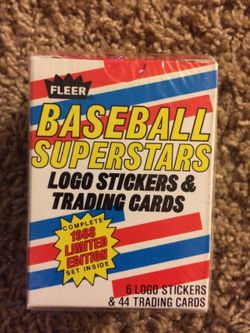 FLEER
BASEBALL
SUPERSTARS
LOGO STICKERS &
TRADING CARDS
COMPLETE
1988
LIMITED
EDITION
SET INSIDE
6 LOGO STICKERS
& 44 TRADING CARDS